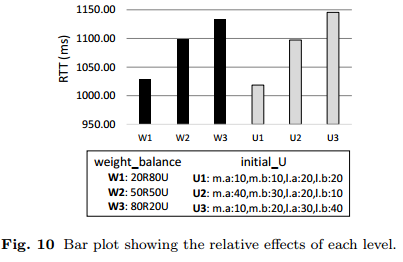 1150.00
1100.00
1050.00
1000.00
950.00
RTT (ms)
W1 W2 W3 U1 U2 U3
weight_balance initial_U
W1: 20R80U U1: m.a:10,m.b:10,l.a:20,l.b:20
W2: 50R50U U2: m.a:40,m.b:30,l.a:20,l.b:10
W3: 80R20U U3: m.a:10,m.b:20,l.a:30,l.b:40
Fig. 10 Bar plot showing the relative effects of each level.